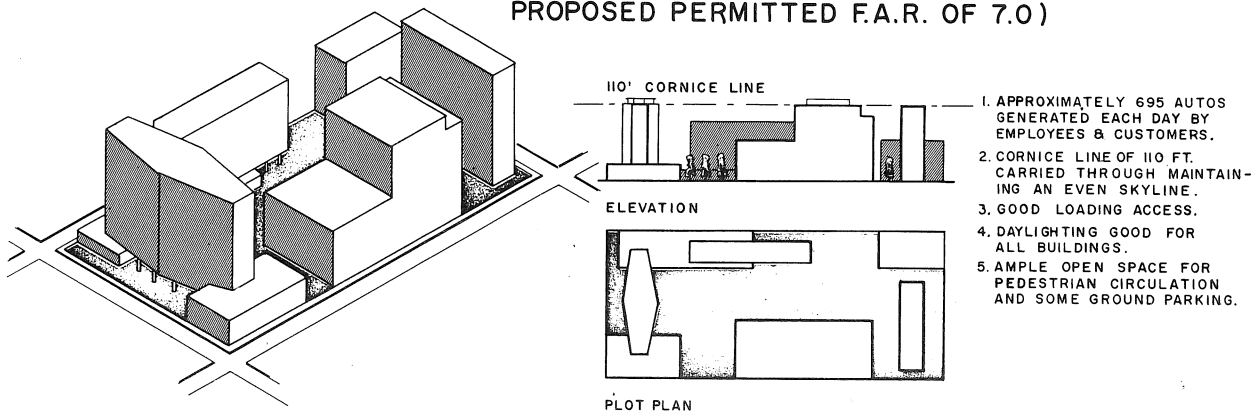 PROPOSED PERMITTED F.A.R. OF 7.0)
110' CORNICE LINE
ELEVATION
PLOT PLAN
1. APPROXIMATELY 695 AUTOS
GENERATED EACH DAY BY
EMPLOYEES & CUSTOMERS.
2. CORNICE LINE OF 110 FT.
CARRIED THROUGH MAINTAIN-
ING AN EVEN SKYLINE.
3. GOOD LOADING ACCESS.
4. DAYLIGHTING GOOD FOR
ALL BUILDINGS.
5. AMPLE OPEN SPACE FOR
PEDESTRIAN CIRCULATION
AND SOME GROUND PARKING.